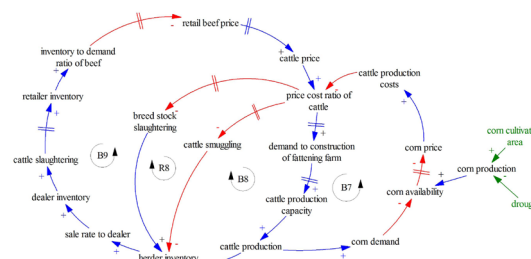 retail beef price
inventory to demand
ratio of beef
cattle price
cattle production
costs
retailer inventory
price cost ratio of
cattle
breed stock
slaughtering
corn cultivat
area
cattle smuggling
demand to construction
of fattening farm
corn price
cattle slaughtering
B9
R8
B8
B7
corn production
corn availability
dealer inventory
cattle production
capacity
droug
sale rate to dealer
cattle production
corn demand
herder inventory